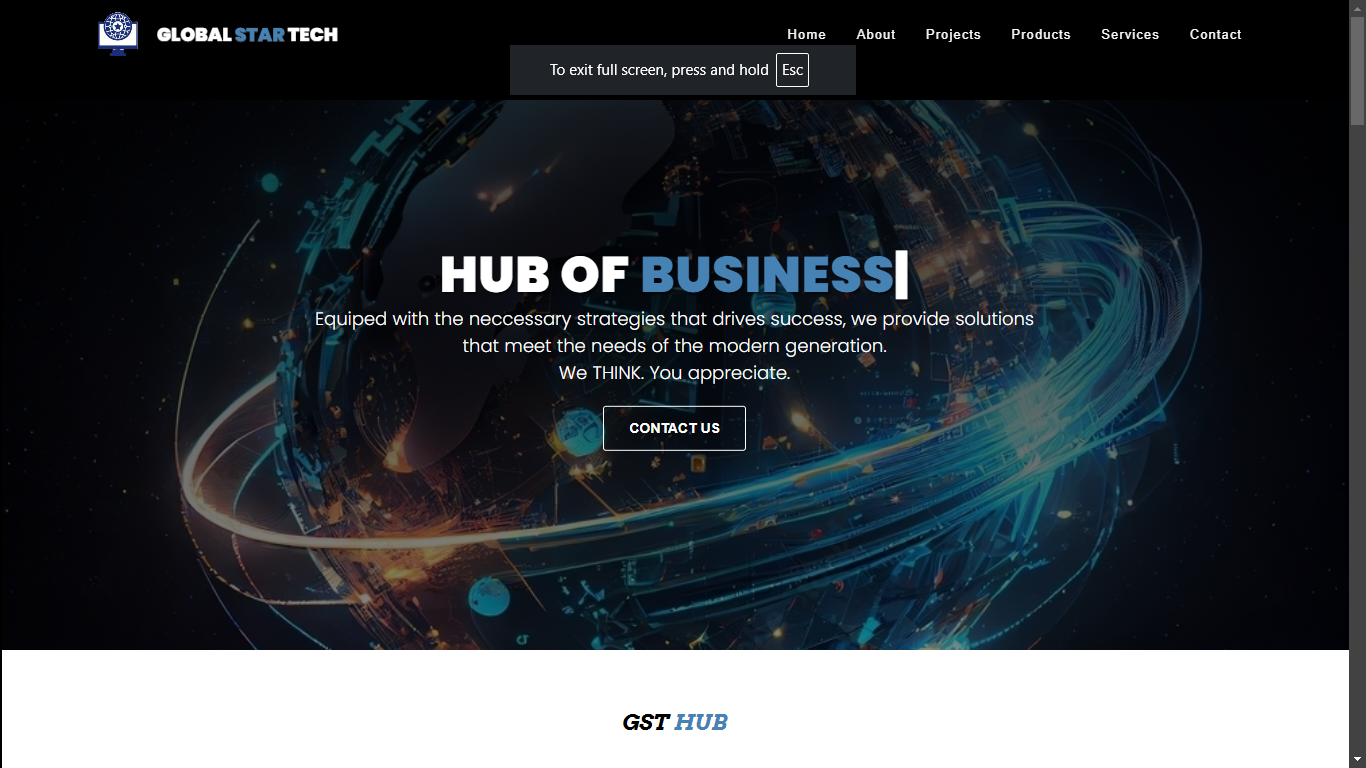 GLOBAL STAR TECH
Home About Projects Products Services Contact
To exit full screen, press and hold Esc
HUB OF BUSINESS|
Equiped with the neccessary strategies that drives success, we provide solutions
that meet the needs of the modern generation.
We THINK. You appreciate.
CONTACT US
GST HUB